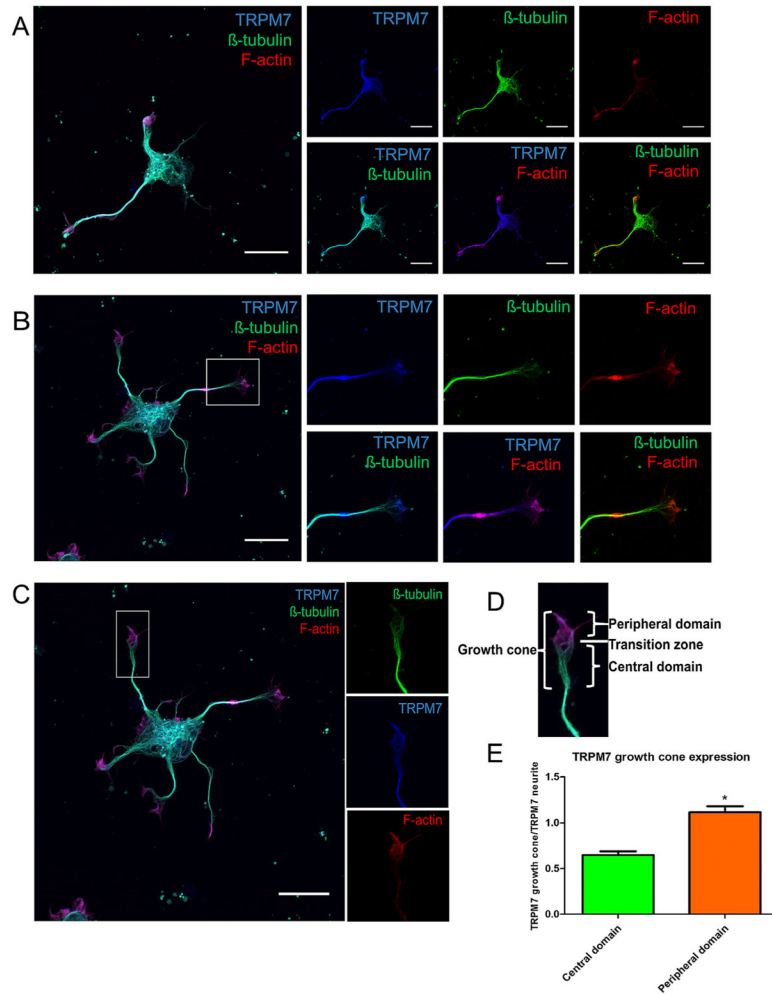 A
TRPM7
ß-tubulin
F-actin
TRPM7
ß-tubulin
F-actin
TRPM7
ß-tubulin
TRPM7
F-actin
ß-tubulin
F-actin
B
TRPM7
ß-tubulin
F-actin
TRPM7
ß-tubulin
F-actin
TRPM7
ß-tubulin
TRPM7
F-actin
ß-tubulin
F-actin
C
TRPM7
ß-tubulin
F-actin
ß-tubulin
TRPM7
F-actin
D
Growth cone
Peripheral domain
Transition zone
Central domain
E
TRPM7 growth cone expression
TRPM7 growth cone/TRPM7 neurite
1.5
1.0
0.5
0.0
*
Central domain
Peripheral domain